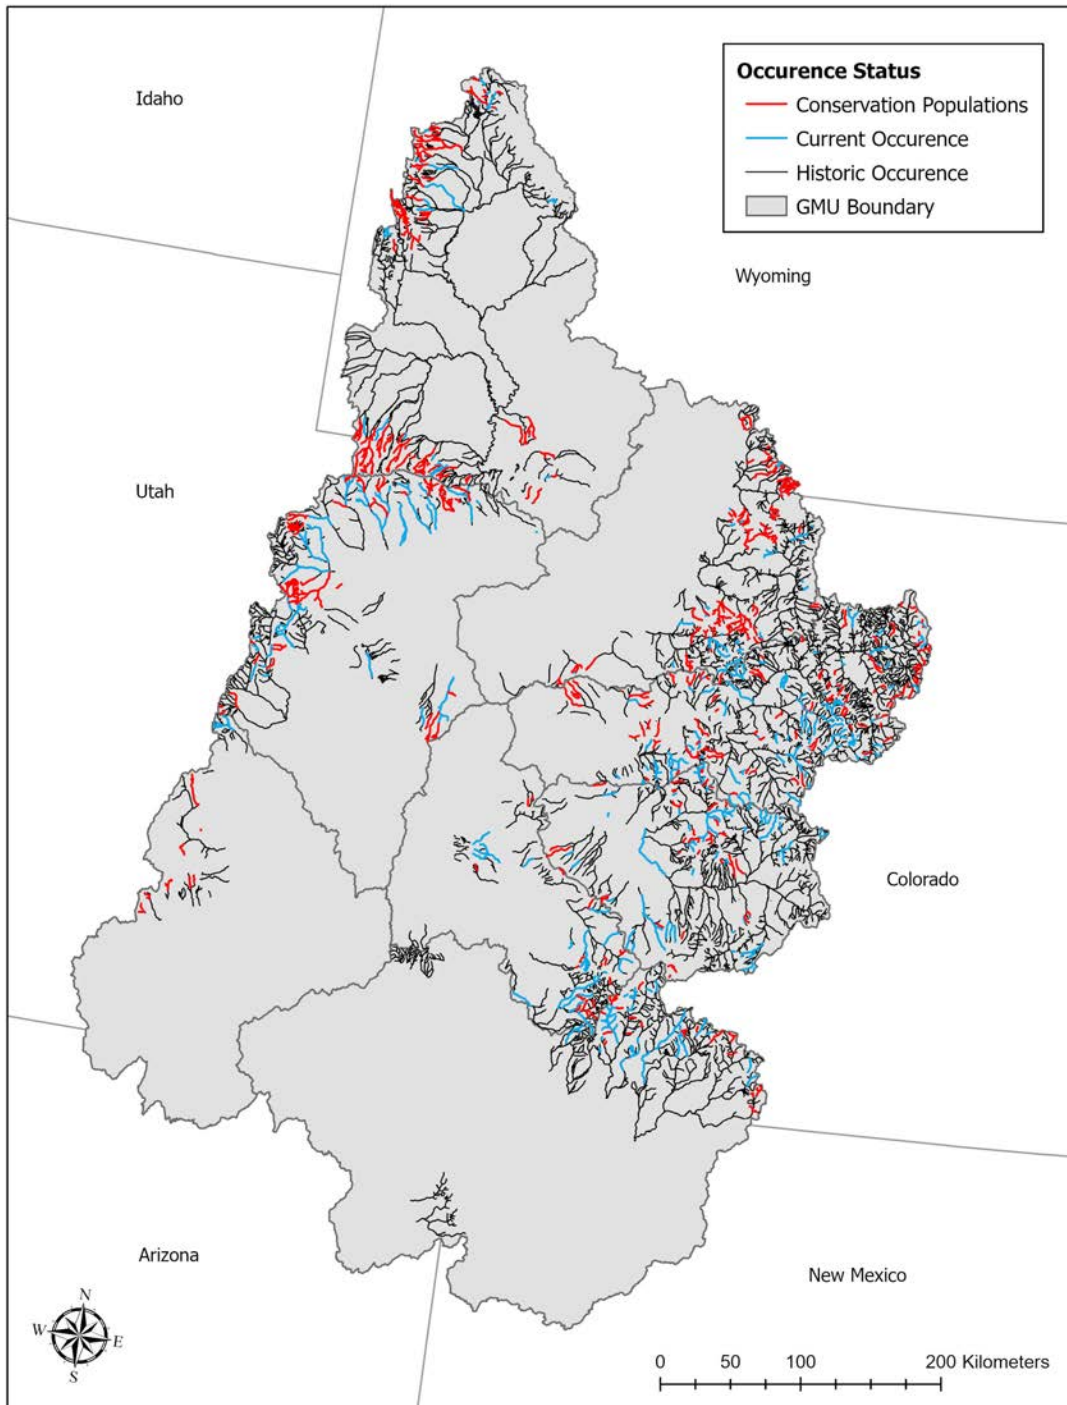 Occurence Status
Conservation Populations
Current Occurence
Historic Occurence
GMU Boundary
Idaho
Wyoming
Utah
Colorado
Arizona
New Mexico
N
W
E
S
0 50 100 200 Kilometers